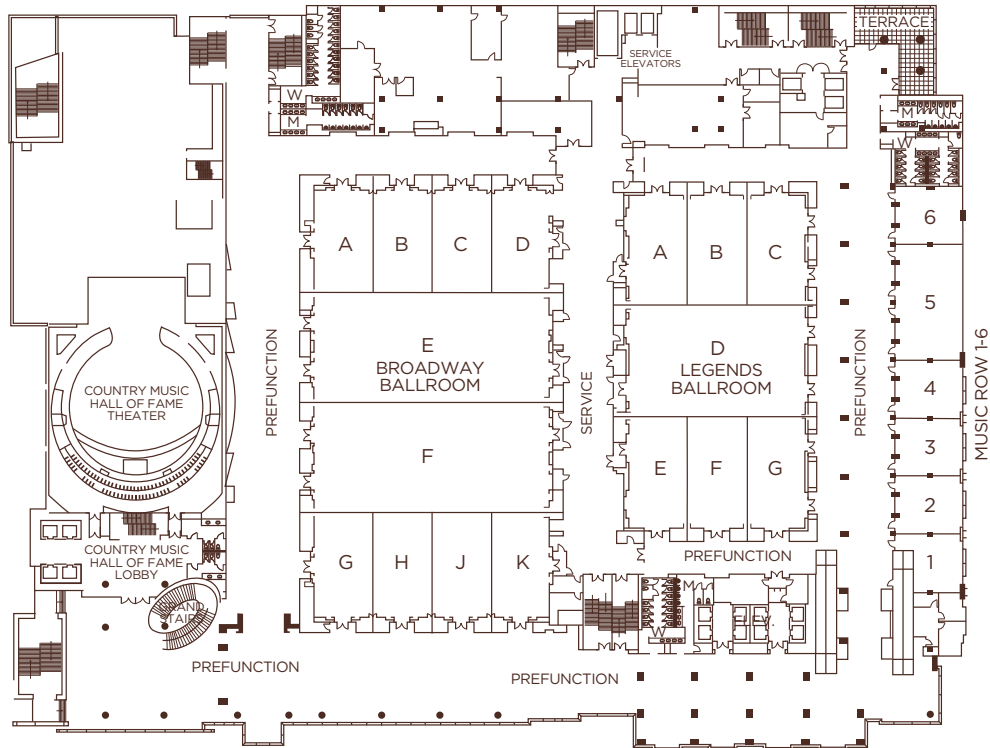 TERRACE
SERVICE
ELEVATORS
W
M
M
W
A
B
C
D
A
B
C
6
5
4
3
2
1
MUSIC ROW 1-6
PREFUNCTION
E
BROADWAY
BALLROOM
SERVICE
D
LEGENDS
BALLROOM
PREFUNCTION
COUNTRY MUSIC
HALL OF FAME
THEATER
F
E
F
G
G
H
J
K
COUNTRY MUSIC
HALL OF FAME
LOBBY
PREFUNCTION
GRAND
STAIRS
M
W
ELEV.
PREFUNCTION
PREFUNCTION